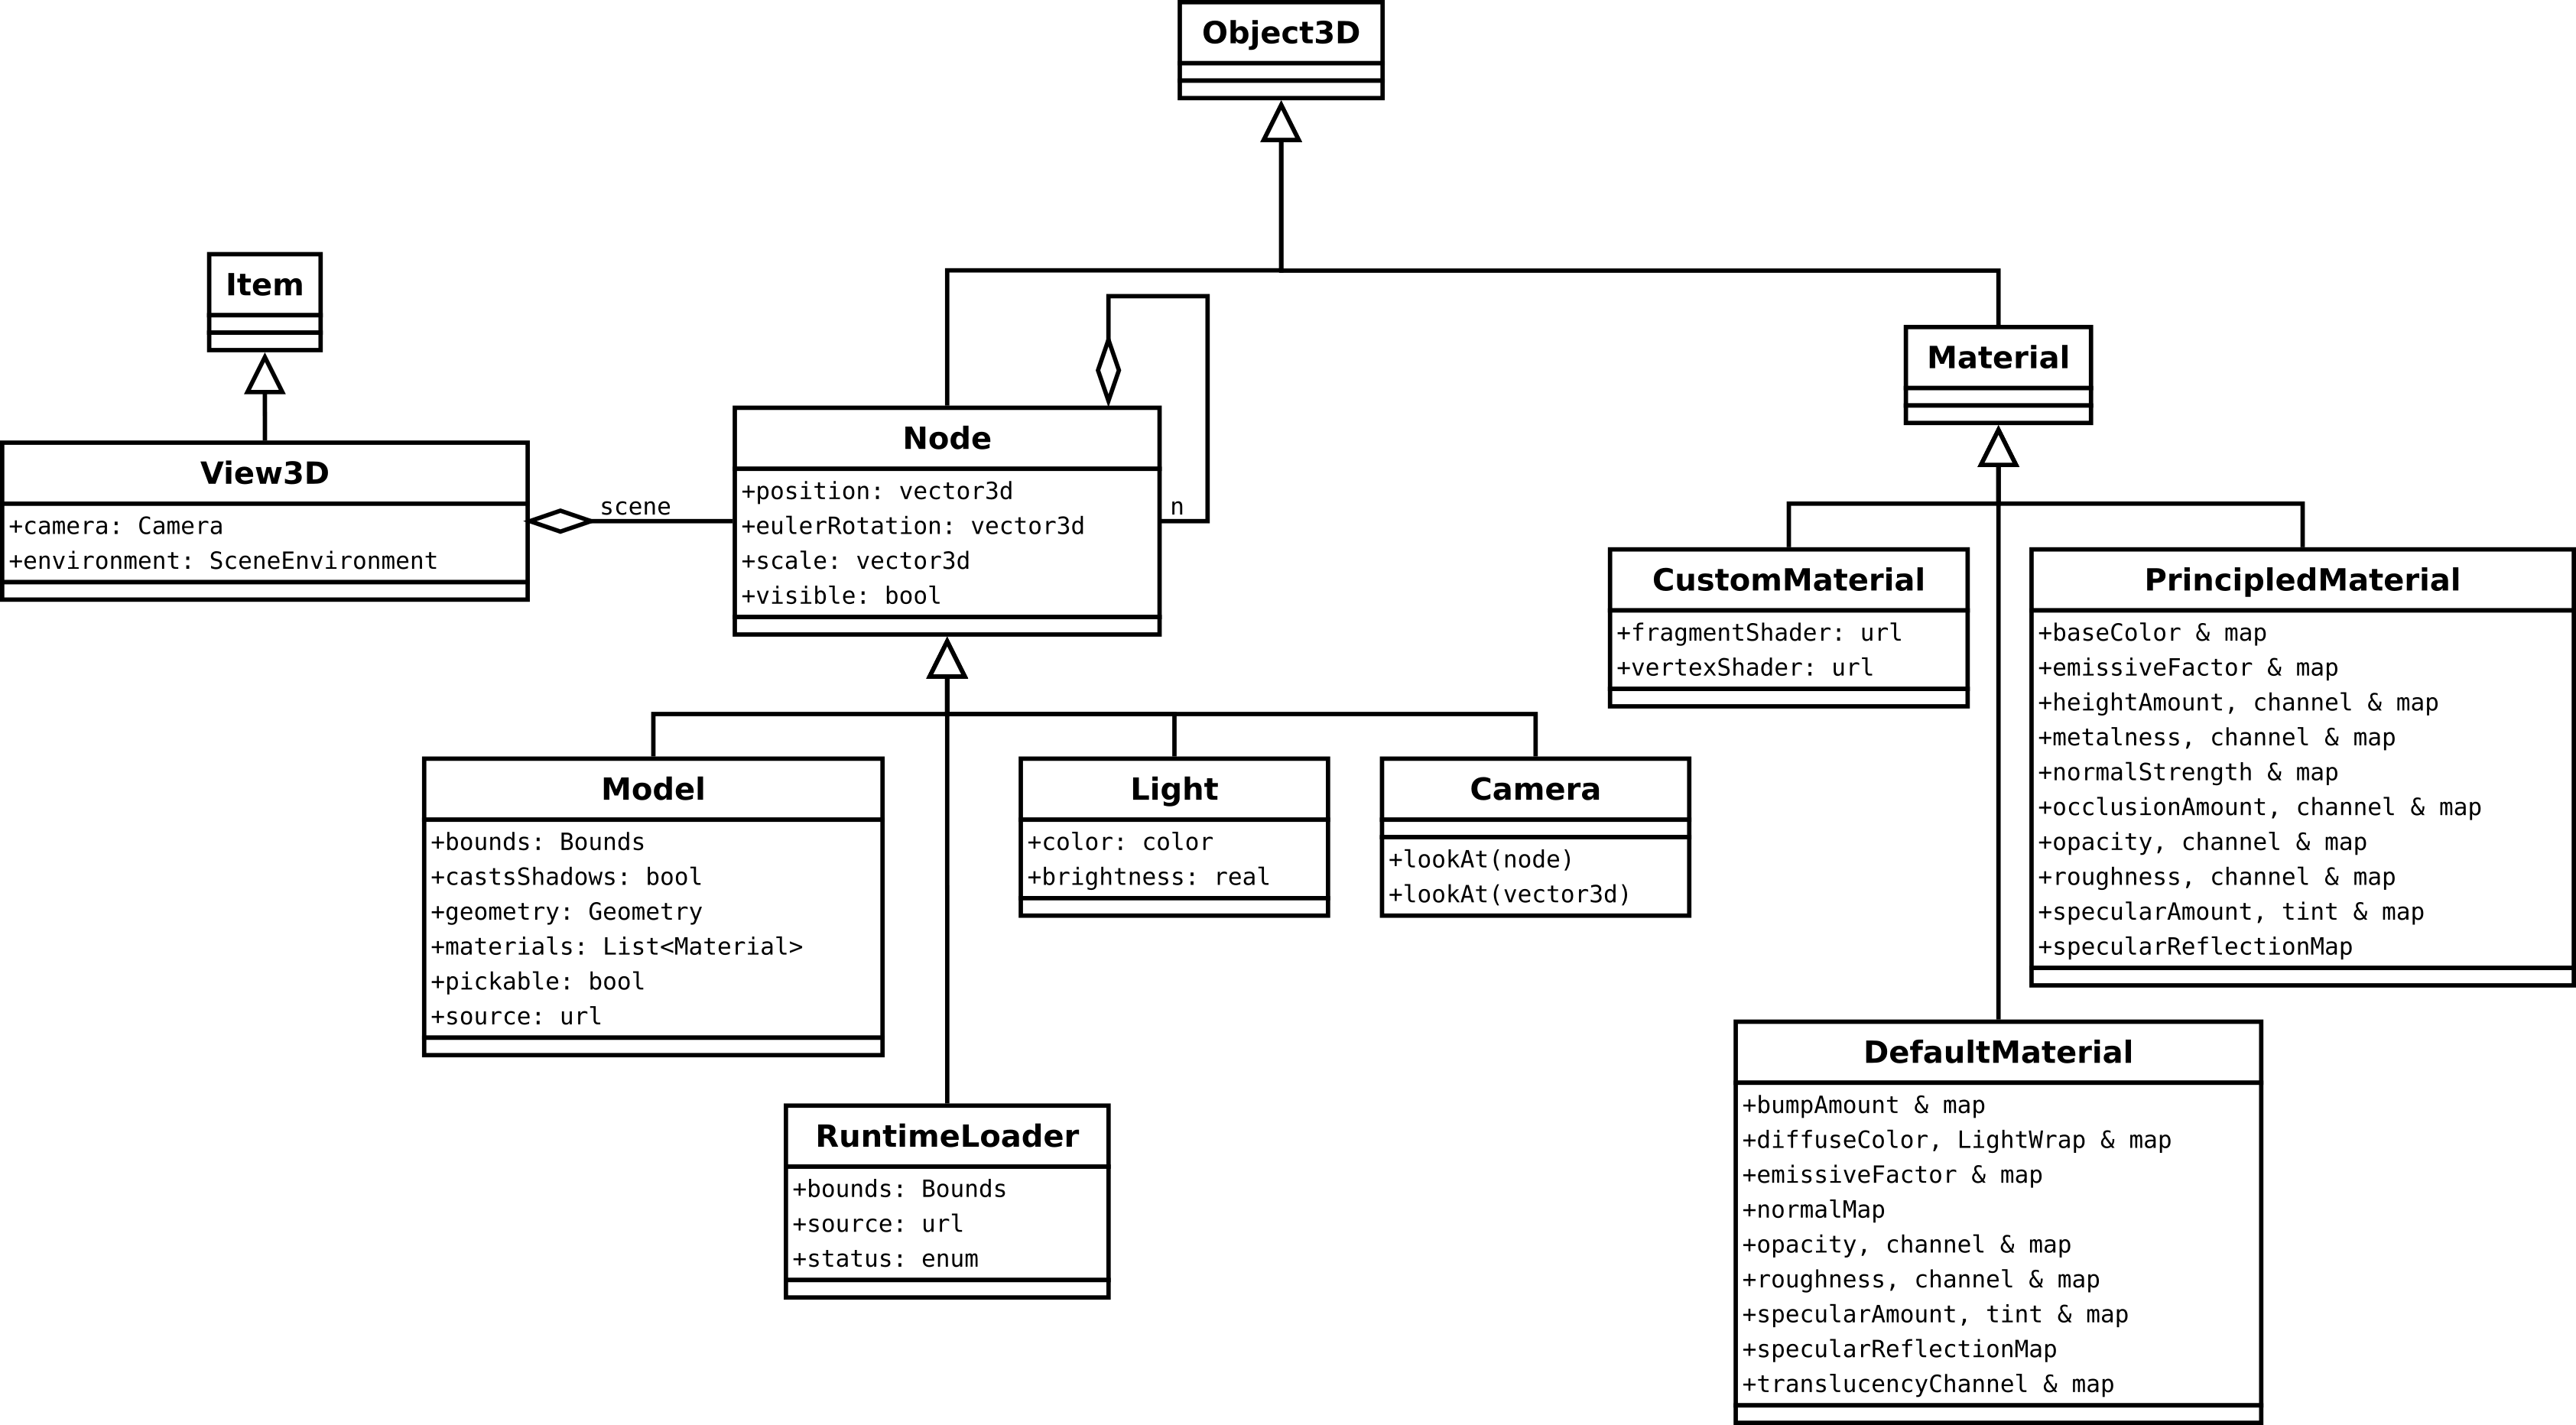 Object3D
Item
View3D
+camera: Camera
+environment: SceneEnvironment
scene
Node
+position: vector3d
+eulerRotation: vector3d
+scale: vector3d
+visible: bool
n
Material
CustomMaterial
+fragmentShader: url
+vertexShader: url
PrincipledMaterial
+baseColor & map
+emissiveFactor & map
+heightAmount, channel & map
+metalness, channel & map
+normalStrength & map
+occlusionAmount, channel & map
+opacity, channel & map
+roughness, channel & map
+specularAmount, tint & map
+specularReflectionMap
Model
+bounds: Bounds
+castsShadows: bool
+geometry: Geometry
+materials: List<Material>
+pickable: bool
+source: url
Light
+color: color
+brightness: real
Camera
+lookAt(node)
+lookAt(vector3d)
RuntimeLoader
+bounds: Bounds
+source: url
+status: enum
DefaultMaterial
+bumpAmount & map
+diffuseColor, LightWrap & map
+emissiveFactor & map
+normalMap
+opacity, channel & map
+roughness, channel & map
+specularAmount, tint & map
+specularReflectionMap
+translucencyChannel & map